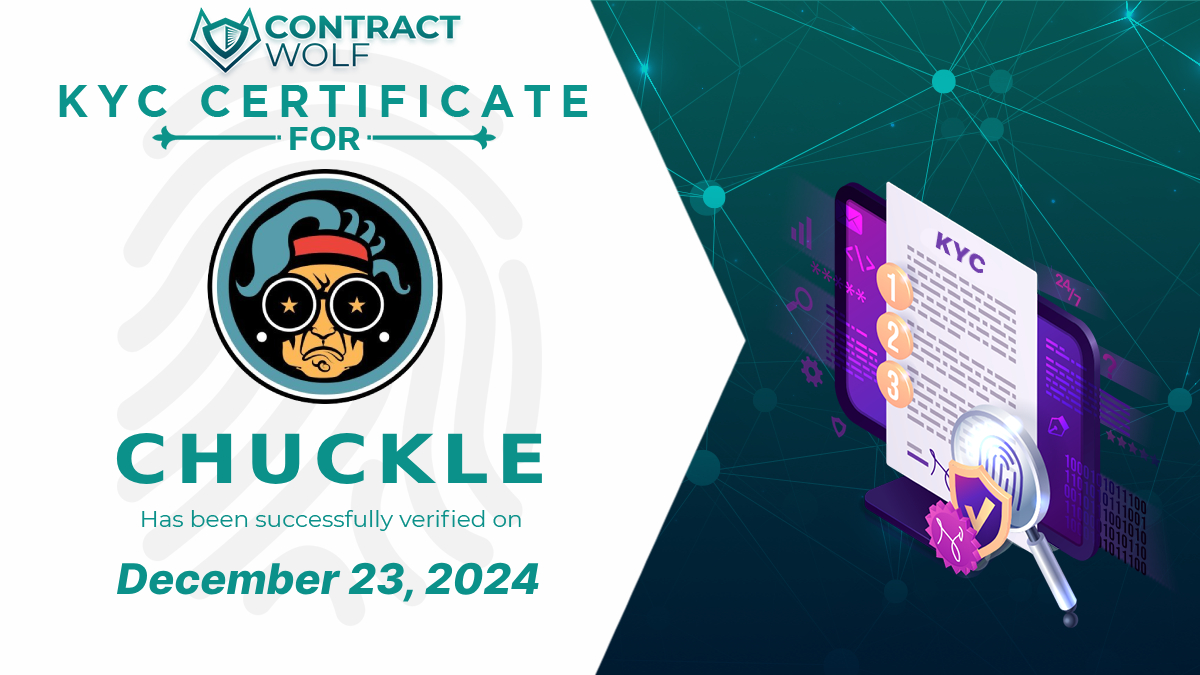 CONTRACT
WOLF
KYC CERTIFICATE
FOR
CHUCKLE
Has been successfully verified on
December 23, 2024
KYC
1
2
3
24/7